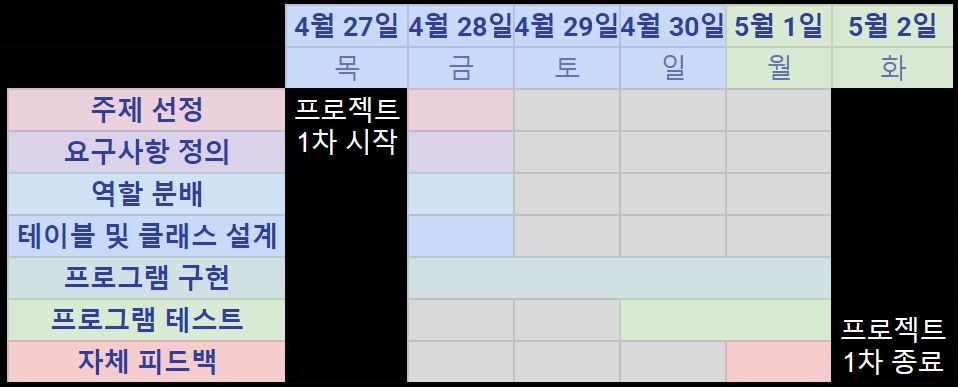 4월 27일 4월 28일 4월 29일 4월 30일 5월 1일 5월 2일
목 금 토 일 월 화
주제 선정
프로젝트
1차 시작
요구사항 정의
역할 분배
테이블 및 클래스 설계
프로그램 구현
프로그램 테스트
자체 피드백
프로젝트
1차 종료